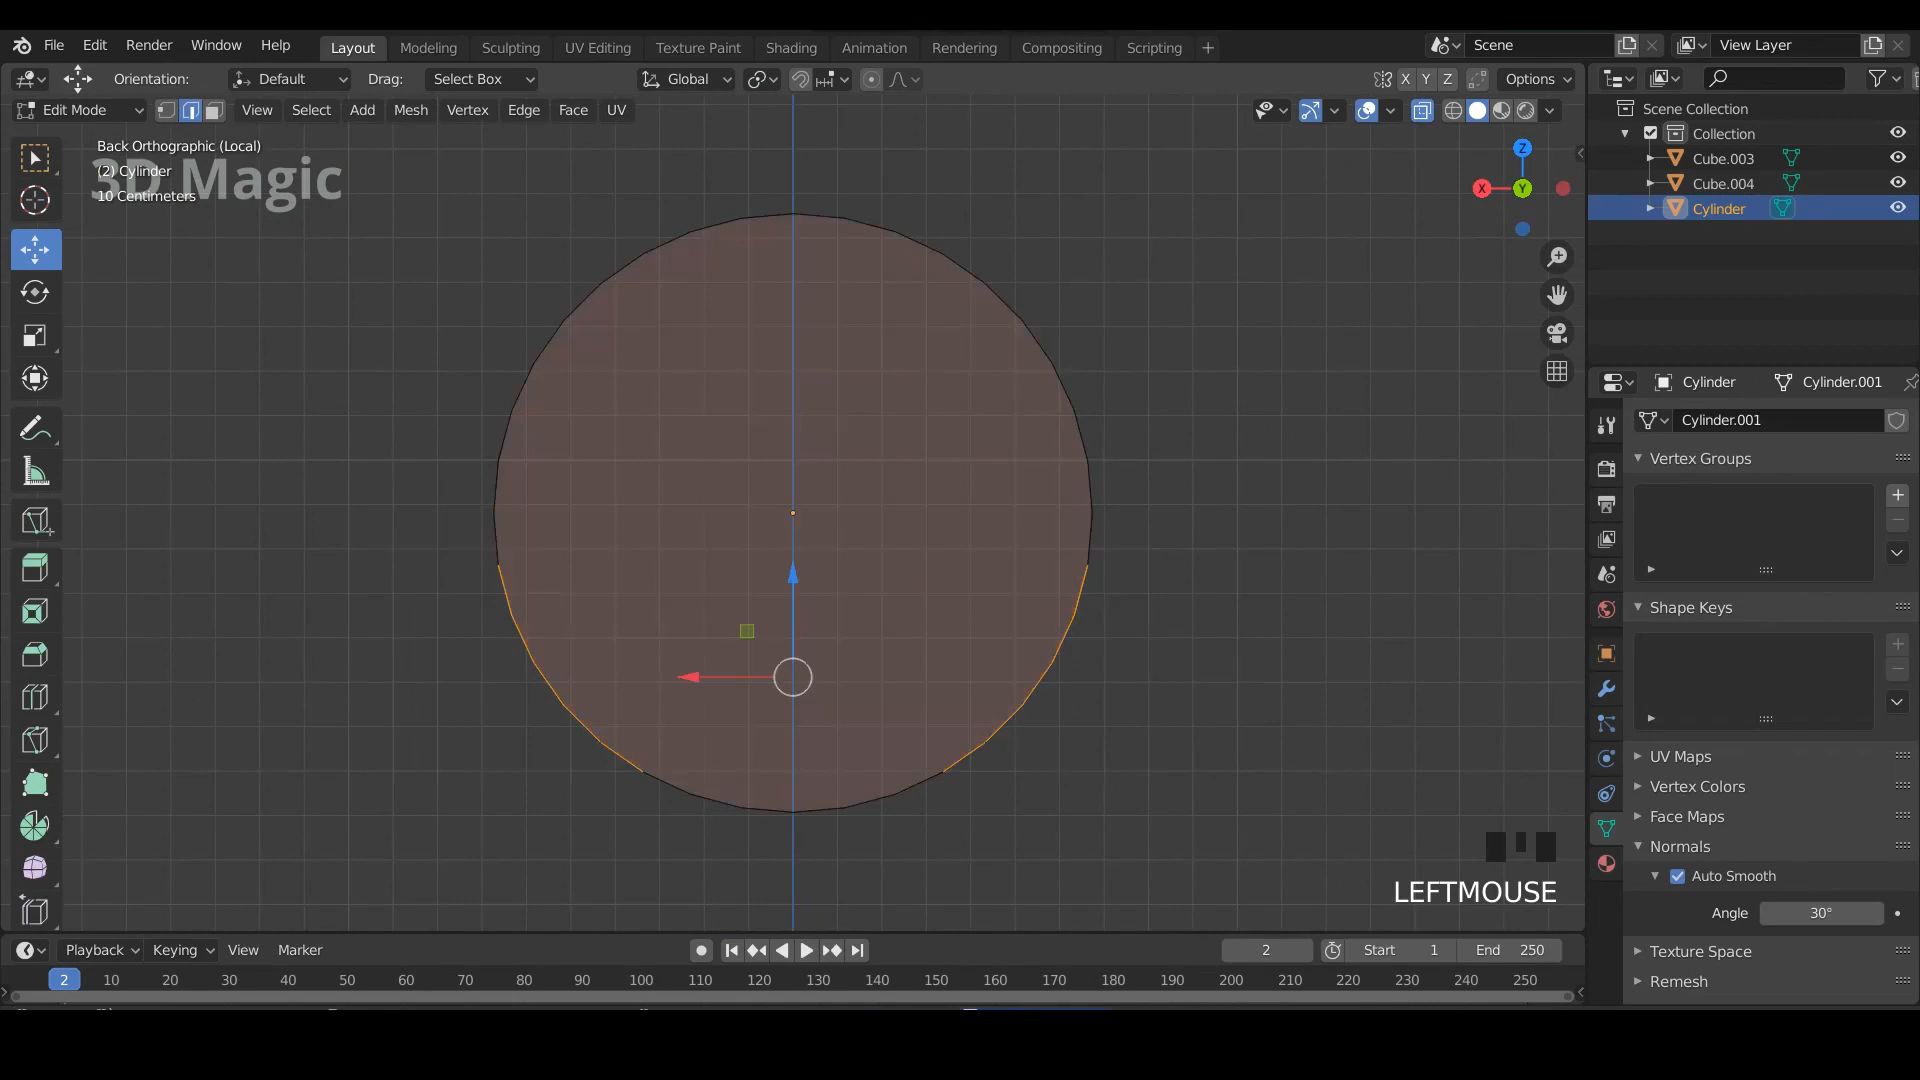 File Edit Render Window Help Layout Modeling Sculpting UV Editing Texture Paint Shading Animation Rendering Compositing Scripting + Scene View Layer
Orientation: Default Drag: Select Box Global X Y Z Options
Edit Mode View Select Add Mesh Vertex Edge Face UV
Back Orthographic (Local)
(2) Cylinder
3D Magic
10 Centimeters
Z
X
Y
Scene Collection
Collection
Cube.003
Cube.004
Cylinder
Cylinder Cylinder.001
Cylinder.001
Vertex Groups
Shape Keys
UV Maps
Vertex Colors
Face Maps
Normals
Auto Smooth
Angle 30°
Texture Space
Remesh
LEFTMOUSE
Playback Keying View Marker 2 Start 1 End 250
2 10 20 30 40 50 60 70 80 90 100 110 120 130 140 150 160 170 180 190 200 210 220 230 240 250